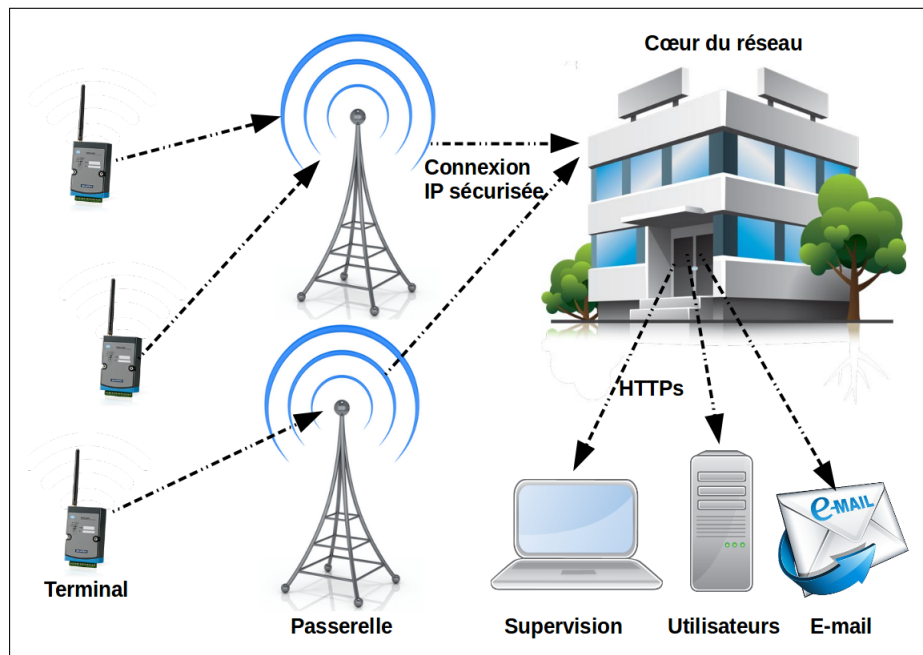 Cœur du réseau
Connexion
IP sécurisée
HTTPs
e-MAIL
Terminal
Passerelle
Supervision
Utilisateurs
E-mail